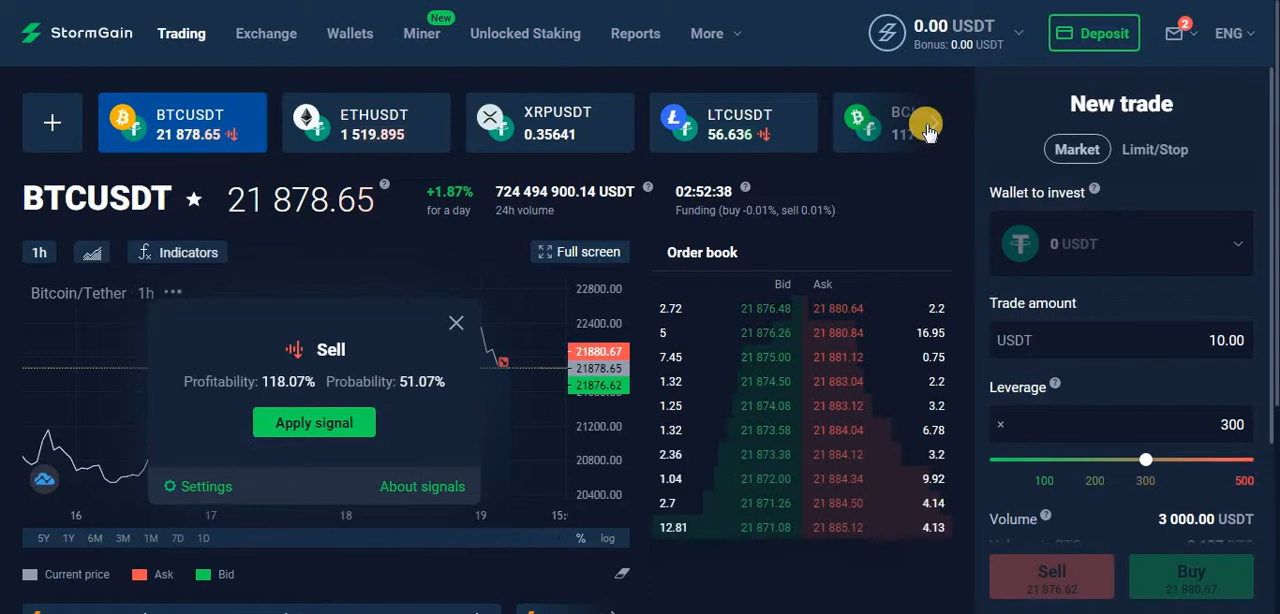 StormGain Trading Exchange Wallets Miner New Unlocked Staking Reports More
0.00 USDT
Bonus: 0.00 USDT
Deposit 2 ENG
+
BTCUSDT
21 878.65
ETHUSDT
1 519.895
XRPUSDT
0.35641
LTCUSDT
56.636
BTCUSDT 21 878.65 ?
+1.87%
for a day
724 494 900.14 USDT ?
24h volume
02:52:38 ?
Funding (buy -0.01%, sell 0.01%)
1h fx Indicators Full screen
Bitcoin/Tether 1h •••
22800.00
22400.00
21880.67
21878.65
21876.62
21200.00
20800.00
20400.00
Sell
Profitability: 118.07% Probability: 51.07%
Apply signal
Settings About signals
16 17 18 19 15:
5Y 1Y 6M 3M 1M 7D 1D % log
Current price Ask Bid
Order book
Bid Ask
2.72 21 876.48 21 880.64 2.2
5 21 876.26 21 880.84 16.95
7.45 21 875.00 21 881.12 0.75
1.32 21 874.50 21 883.04 2.2
1.25 21 874.08 21 883.12 3.2
1.32 21 873.58 21 884.04 6.78
2.36 21 873.38 21 884.12 3.2
1.04 21 872.00 21 884.34 9.92
2.7 21 871.26 21 884.50 4.14
12.81 21 871.08 21 885.12 4.13
New trade
Market Limit/Stop
Wallet to invest ?
0 USDT
Trade amount
USDT 10.00
Leverage ?
× 300
100 200 300 500
Volume ? 3 000.00 USDT
Sell
21 876.62
Buy
21 880.67